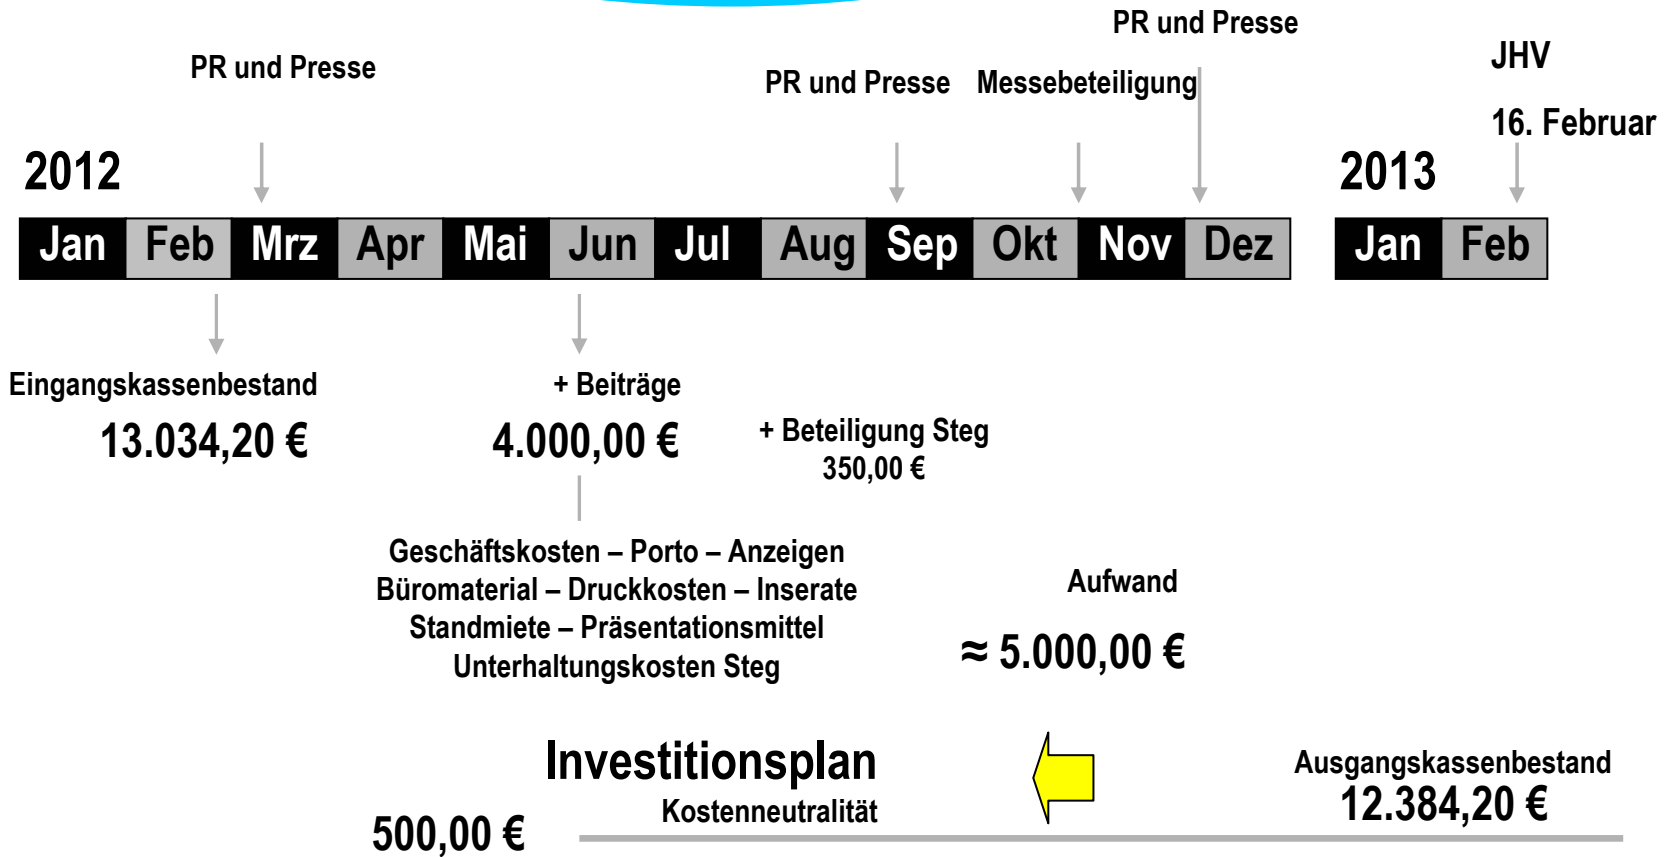 PR und Presse
PR und Presse
PR und Presse
Messebeteiligung
JHV
16. Februar
2012
2013
Jan Feb Mrz Apr Mai Jun Jul Aug Sep Okt Nov Dez
Jan Feb
Eingangskassenbestand
13.034,20 €
+ Beiträge
4.000,00 €
+ Beteiligung Steg
350,00 €
Geschäftskosten – Porto – Anzeigen
Büromaterial – Druckkosten – Inserate
Standmiete – Präsentationsmittel
Unterhaltungskosten Steg
Aufwand
≈ 5.000,00 €
Investitionsplan
Kostenneutralität
500,00 €
Ausgangskassenbestand
12.384,20 €